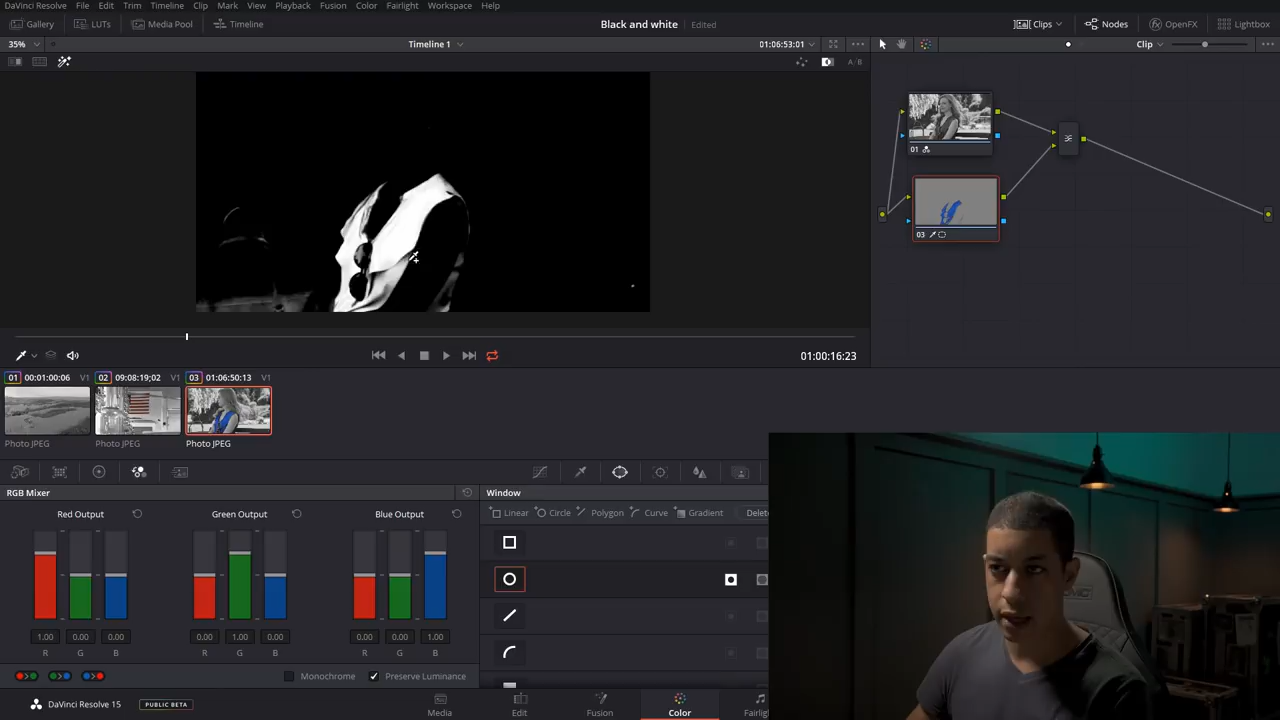 DaVinci Resolve File Edit Trim Timeline Clip Mark View Playback Fusion Color Fairlight Workspace Help
Gallery LUTs Media Pool Timeline Black and white Edited Clips Nodes OpenFX Lightbox
35% Timeline 1 01:06:53:01 Clip
A/B
01
03
01:00:16:23
01 00:01:00:06 V1 02 09:08:19;02 V1 03 01:06:50:13 V1
Photo JPEG Photo JPEG Photo JPEG
RGB Mixer Window
Red Output Green Output Blue Output Linear Circle Polygon Curve Gradient Delete
1.00 0.00 0.00 0.00 1.00 0.00 0.00 0.00 1.00
R G B R G B R G B
Monochrome Preserve Luminance
DaVinci Resolve 15 PUBLIC BETA Media Edit Fusion Color Fairligh